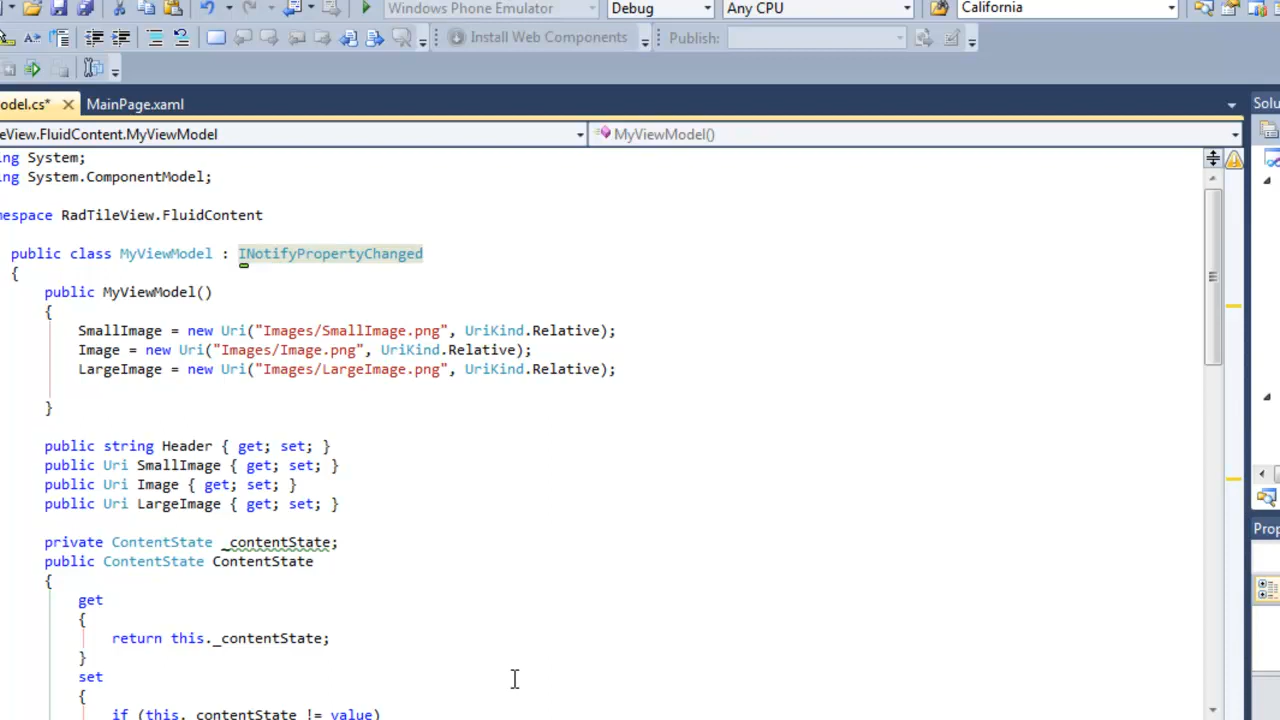 Windows Phone Emulator
Debug
Any CPU
California
Install Web Components
Publish:
odel.cs*
MainPage.xaml
Solu
eView.FluidContent.MyViewModel
MyViewModel()
ng System;
ng System.ComponentModel;
mespace RadTileView.FluidContent
public class MyViewModel : INotifyPropertyChanged
{
public MyViewModel()
{
SmallImage = new Uri("Images/SmallImage.png", UriKind.Relative);
Image = new Uri("Images/Image.png", UriKind.Relative);
LargeImage = new Uri("Images/LargeImage.png", UriKind.Relative);
}
public string Header { get; set; }
public Uri SmallImage { get; set; }
public Uri Image { get; set; }
public Uri LargeImage { get; set; }
Prop
private ContentState _contentState;
public ContentState ContentState
{
get
{
return this._contentState;
}
set
{
if (this._contentState != value)